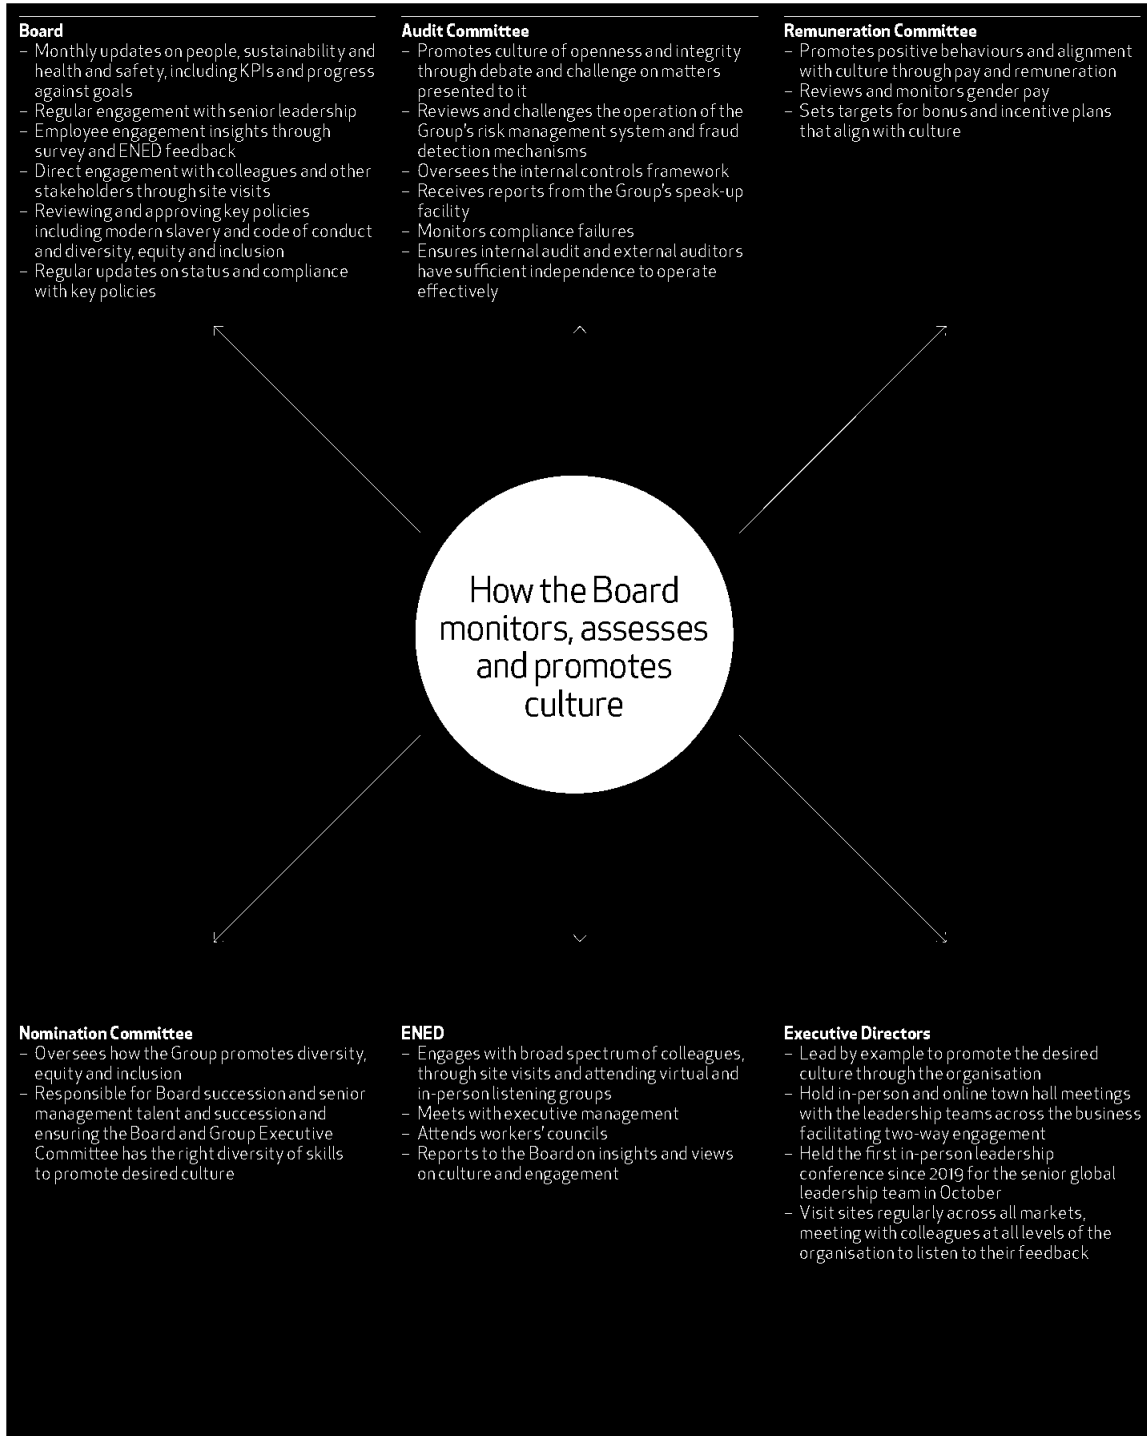 Board
– Monthly updates on people, sustainability and
health and safety, including KPIs and progress
against goals
– Regular engagement with senior leadership
– Employee engagement insights through
survey and ENED feedback
– Direct engagement with colleagues and other
stakeholders through site visits
– Reviewing and approving key policies
including modern slavery and code of conduct
and diversity, equity and inclusion
– Regular updates on status and compliance
with key policies
Audit Committee
– Promotes culture of openness and integrity
through debate and challenge on matters
presented to it
– Reviews and challenges the operation of the
Group's risk management system and fraud
detection mechanisms
– Oversees the internal controls framework
– Receives reports from the Group's speak-up
facility
– Monitors compliance failures
– Ensures internal audit and external auditors
have sufficient independence to operate
effectively
Remuneration Committee
– Promotes positive behaviours and alignment
with culture through pay and remuneration
– Reviews and monitors gender pay
– Sets targets for bonus and incentive plans
that align with culture
How the Board
monitors, assesses
and promotes
culture
Nomination Committee
– Oversees how the Group promotes diversity,
equity and inclusion
– Responsible for Board succession and senior
management talent and succession and
ensuring the Board and Group Executive
Committee has the right diversity of skills
to promote desired culture
ENED
– Engages with broad spectrum of colleagues,
through site visits and attending virtual and
in-person listening groups
– Meets with executive management
– Attends workers' councils
– Reports to the Board on insights and views
on culture and engagement
Executive Directors
– Lead by example to promote the desired
culture through the organisation
– Hold in-person and online town hall meetings
with the leadership teams across the business
facilitating two-way engagement
– Held the first in-person leadership
conference since 2019 for the senior global
leadership team in October
– Visit sites regularly across all markets,
meeting with colleagues at all levels of the
organisation to listen to their feedback